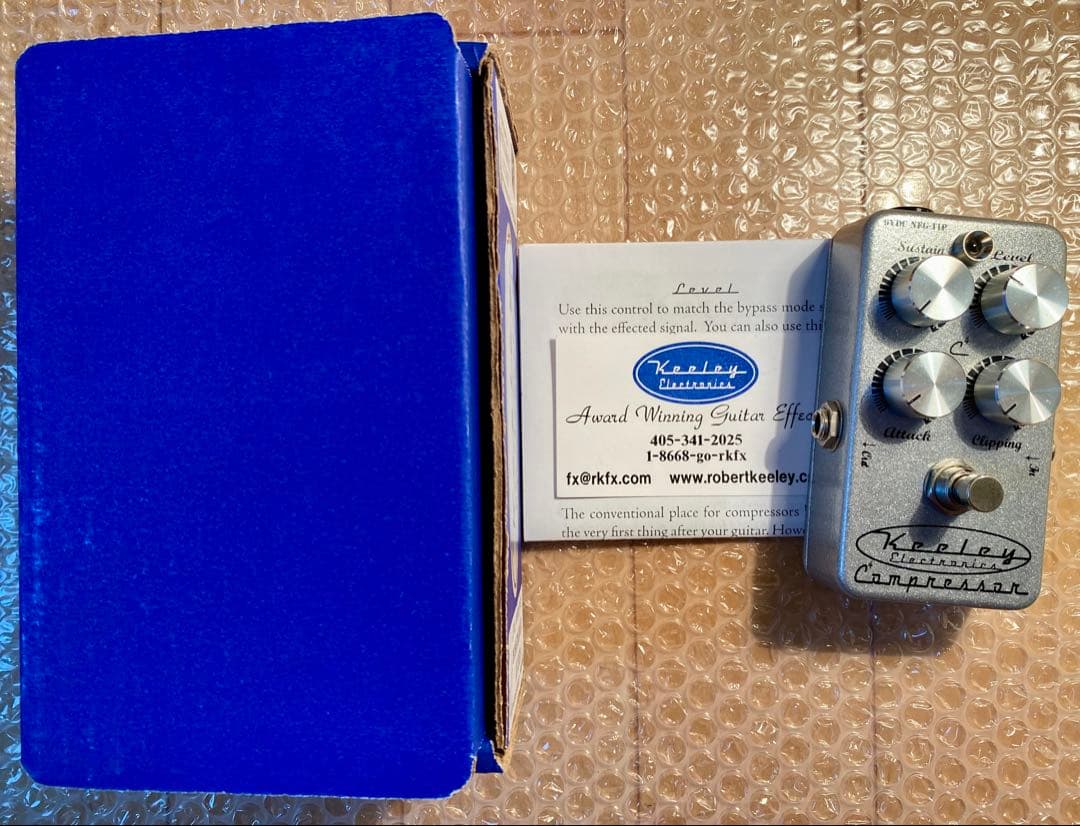 Level
Use this control to match the bypass mode
with the effected signal. You can also use
Keeley
Electronics
Award Winning Guitar
405-341-2025
1-8668-go-rkfx
fx@rkfx.com www.robertkeeley.c
The conventional place for compressors
the very first thing after your guitar.
9VDC NEG-TIP
Sustain Level
Attack Clipping
Out In
Keeley
Electronics
Compressor